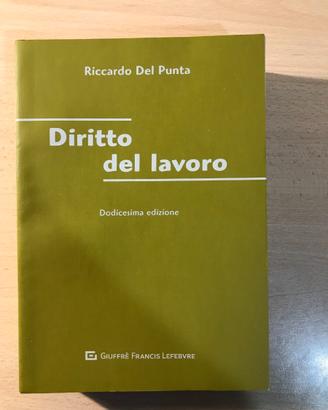 Riccardo Del Punta
Diritto
del lavoro
Dodicesima edizione
Giuffrè Francis Lefebvre